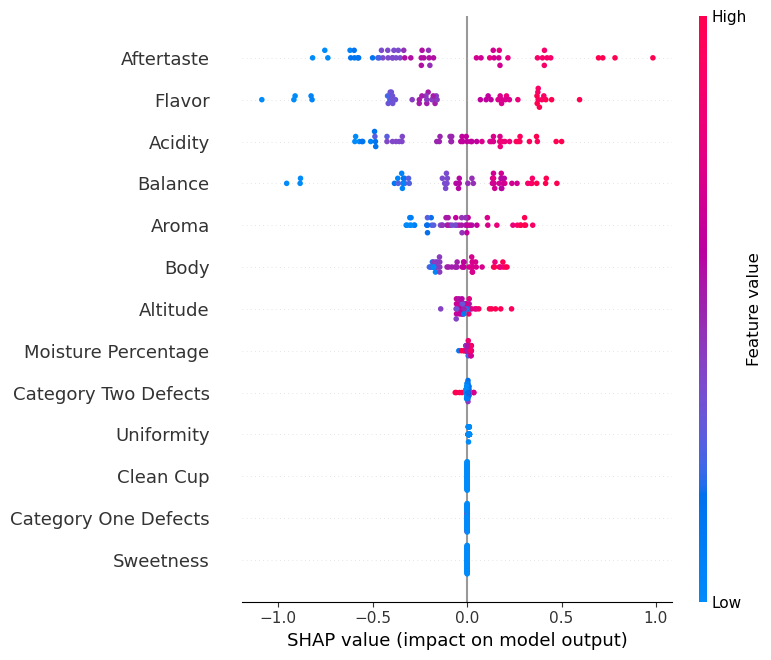 High
Aftertaste
Flavor
Acidity
Balance
Aroma
Body
Altitude
Moisture Percentage
Category Two Defects
Uniformity
Clean Cup
Category One Defects
Sweetness
Feature value
Low
−1.0 −0.5 0.0 0.5 1.0
SHAP value (impact on model output)